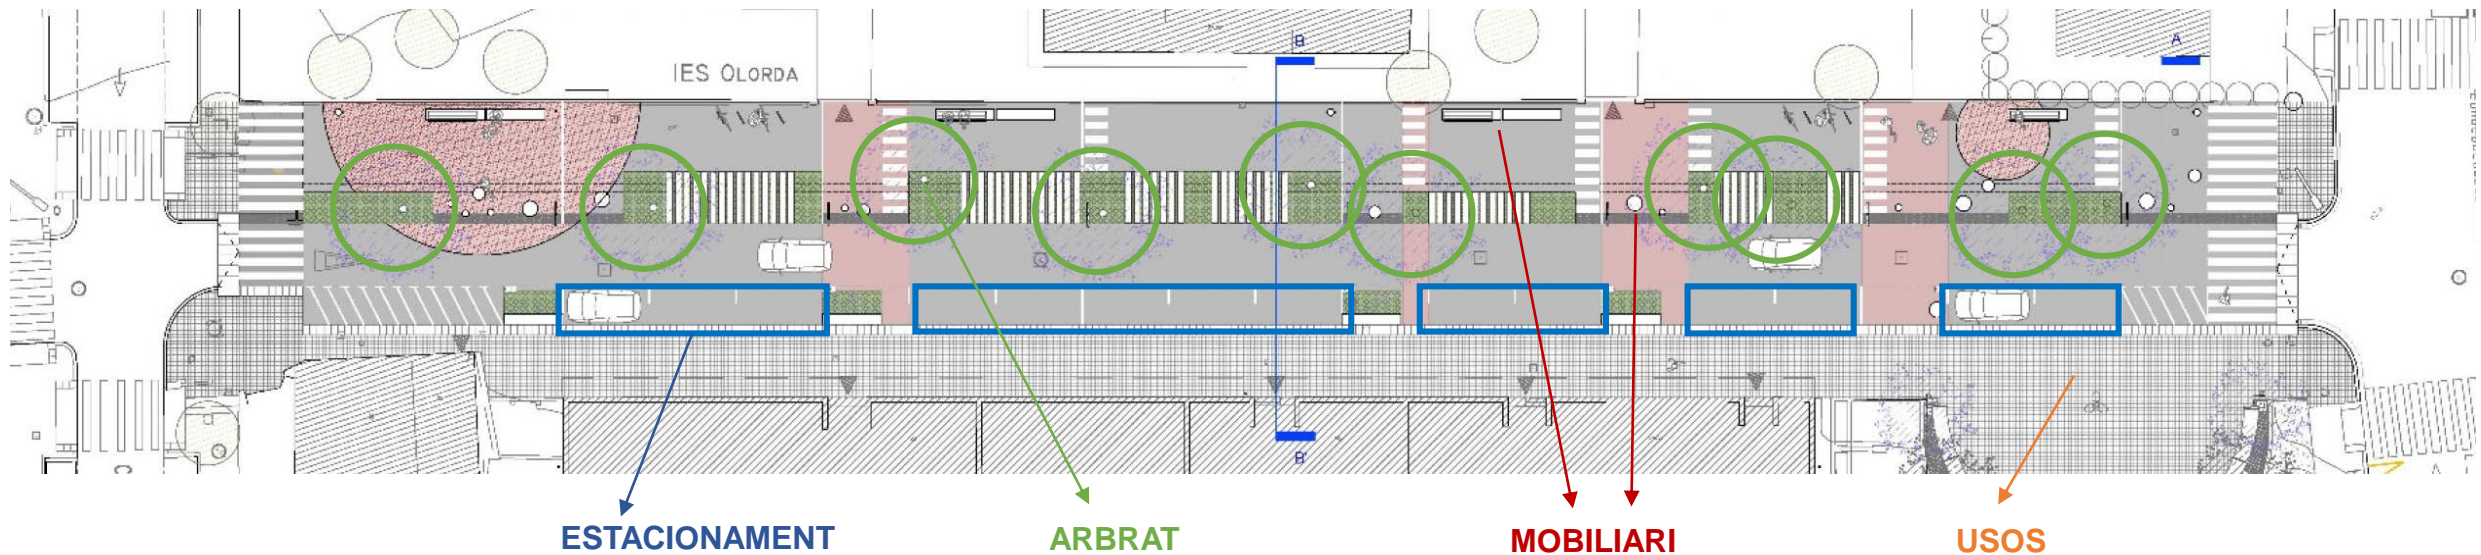 B
A
IES OLORDA
B'
ESTACIONAMENT
ARBRAT
MOBILIARI
USOS